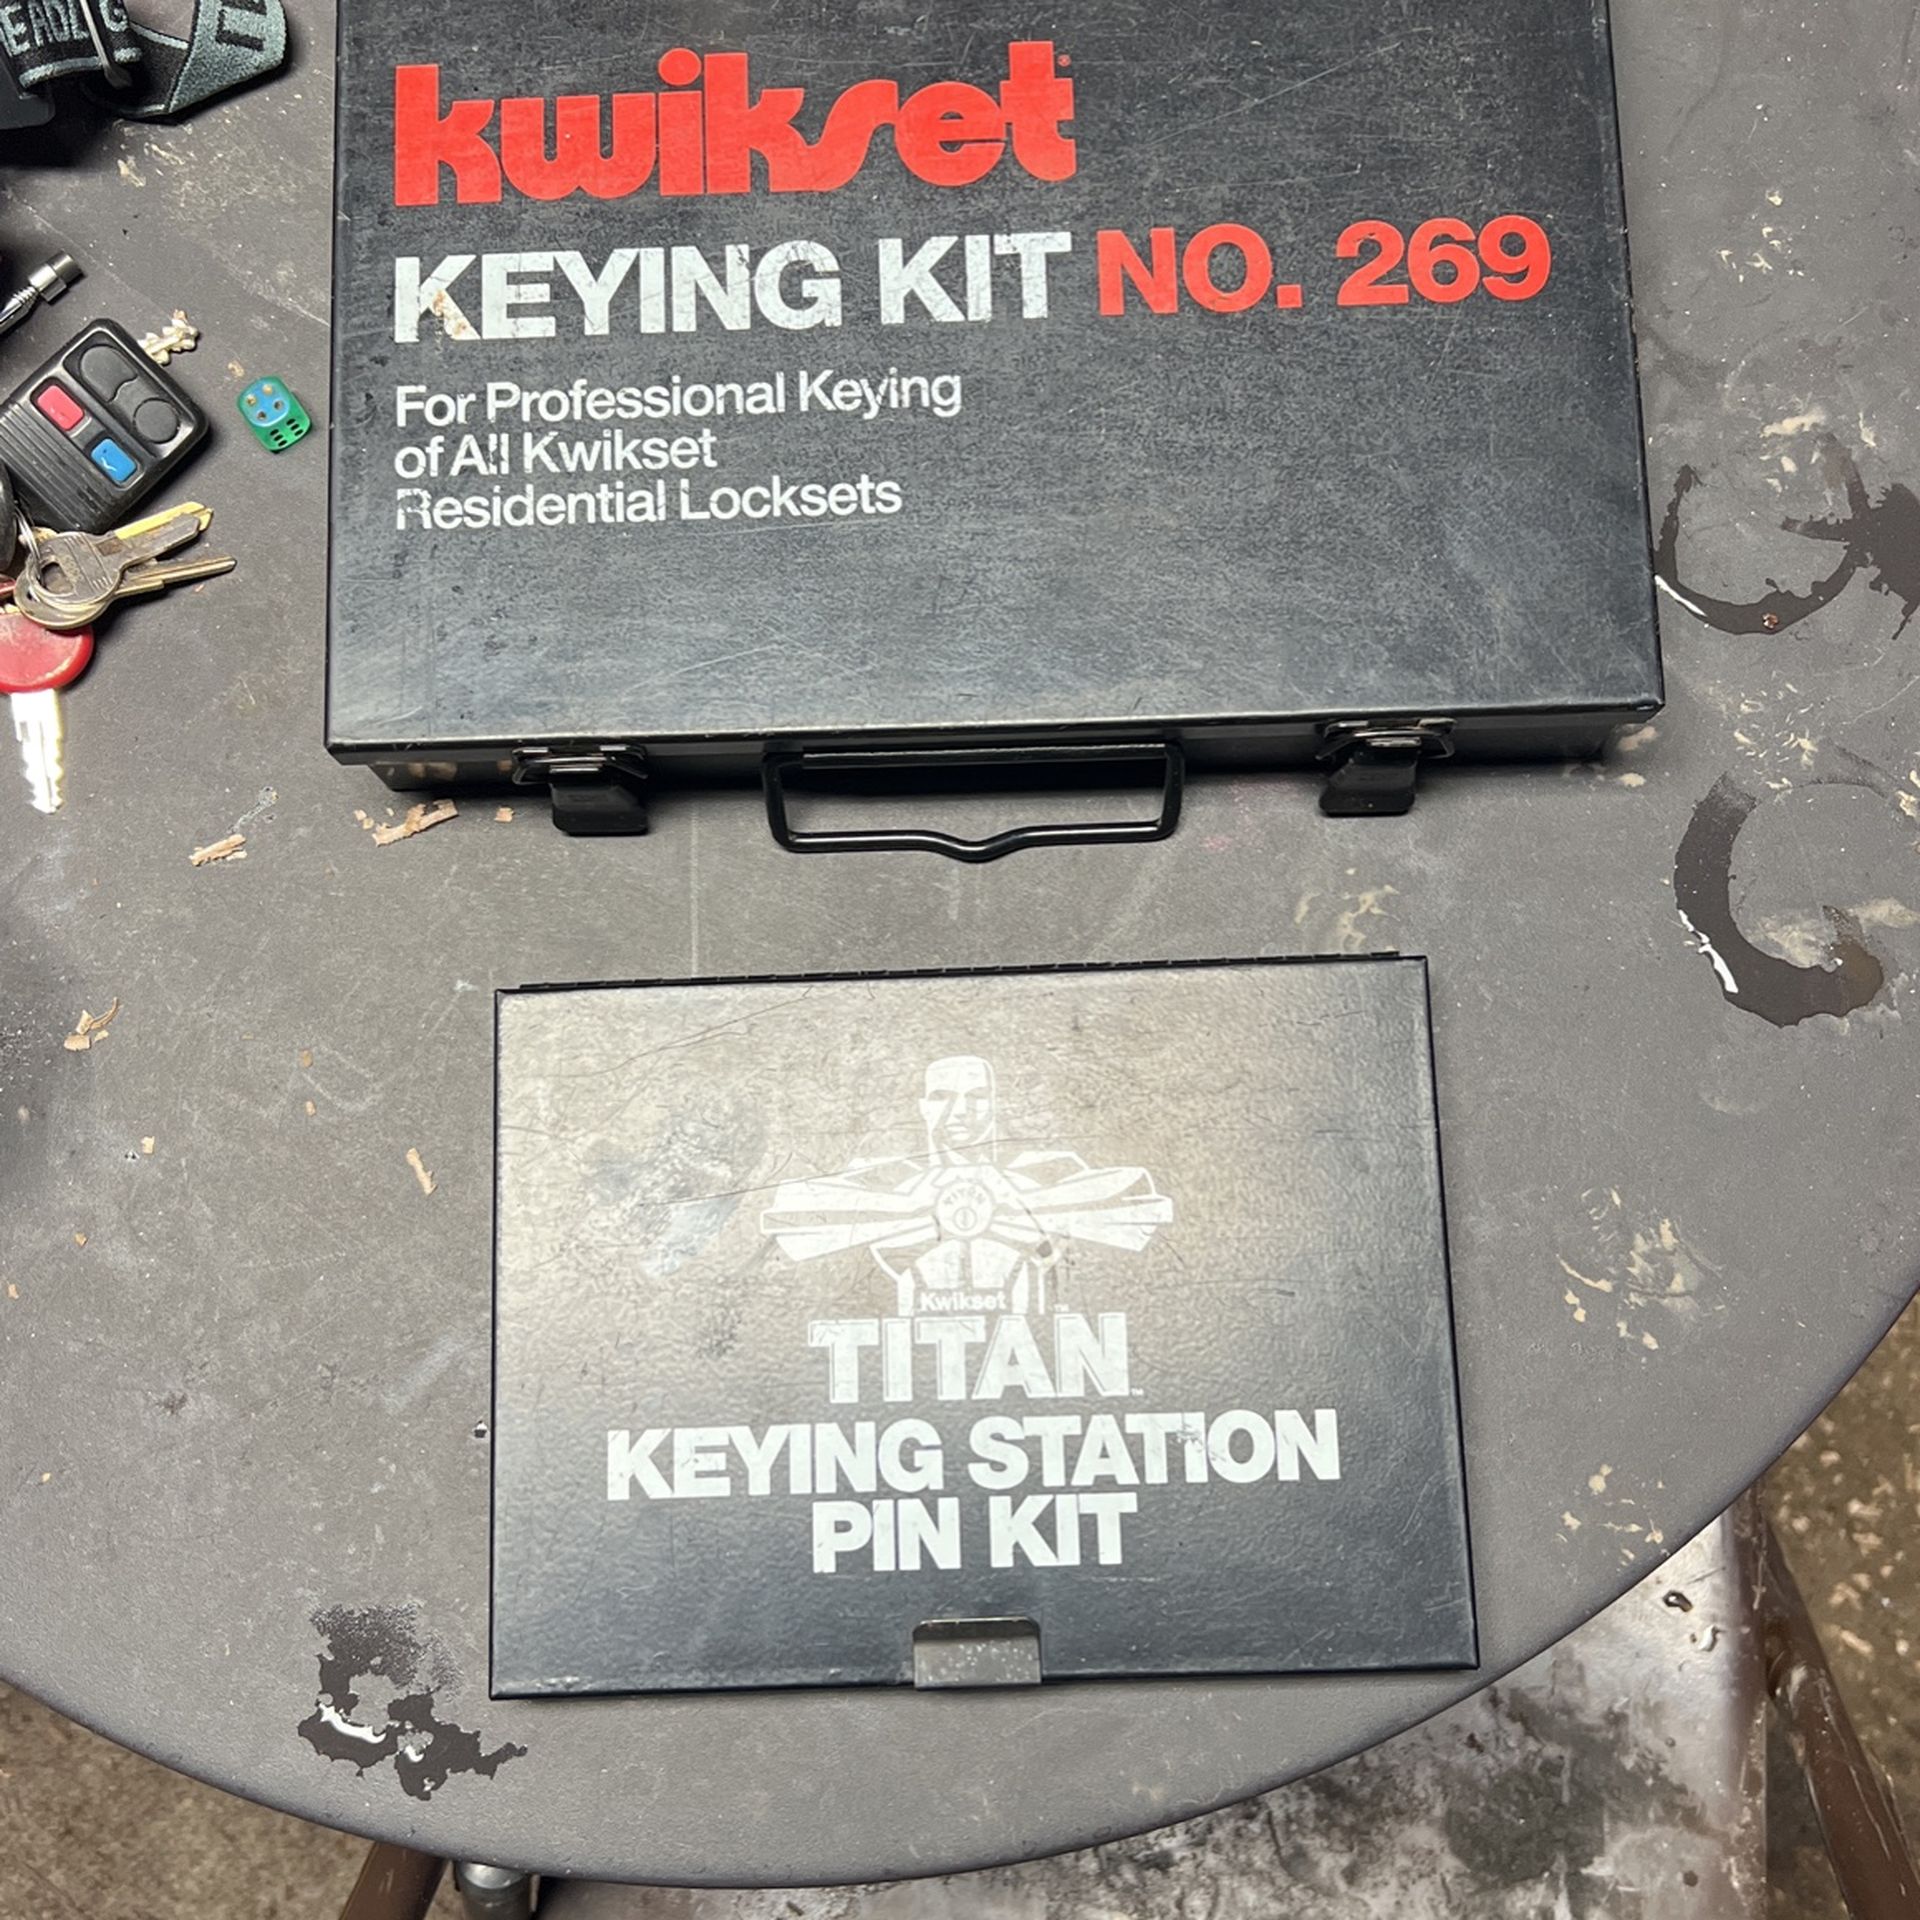 kwikset®
KEYING KIT NO. 269
For Professional Keying
of All Kwikset
Residential Locksets
TITAN
Kwikset
TITAN™
KEYING STATION
PIN KIT